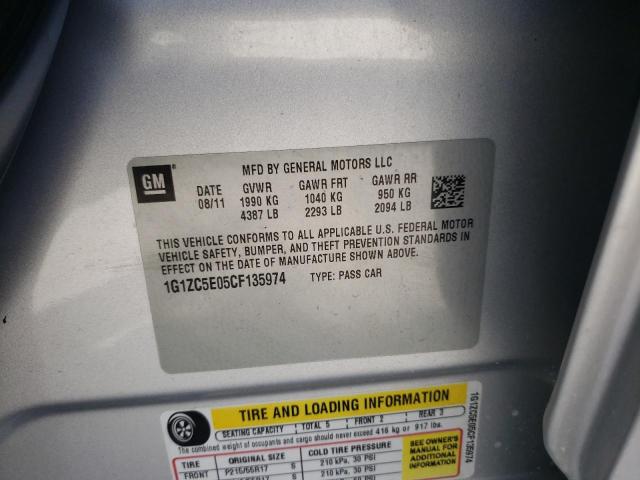 GM
MFD BY GENERAL MOTORS LLC
DATE GVWR GAWR FRT GAWR RR
08/11 1990 KG 1040 KG 950 KG
4387 LB 2293 LB 2094 LB
THIS VEHICLE CONFORMS TO ALL APPLICABLE U.S. FEDERAL MOTOR
VEHICLE SAFETY, BUMPER, AND THEFT PREVENTION STANDARDS IN
EFFECT ON THE DATE OF MANUFACTURE SHOWN ABOVE.
1G1ZC5E05CF135974 TYPE: PASS CAR
TIRE AND LOADING INFORMATION
SEATING CAPACITY TOTAL 5 FRONT 2 REAR 3
The combined weight of occupants and cargo should never exceed 416 kg or 917 lbs.
TIRE ORIGINAL SIZE COLD TIRE PRESSURE
FRONT P215/55R17 S 210 kPa, 30 PSI
210 kPa, 30 PSI
SEE OWNER'S
MANUAL FOR
ADDITIONAL
INFORMATION
1G1ZC5E05CF135974